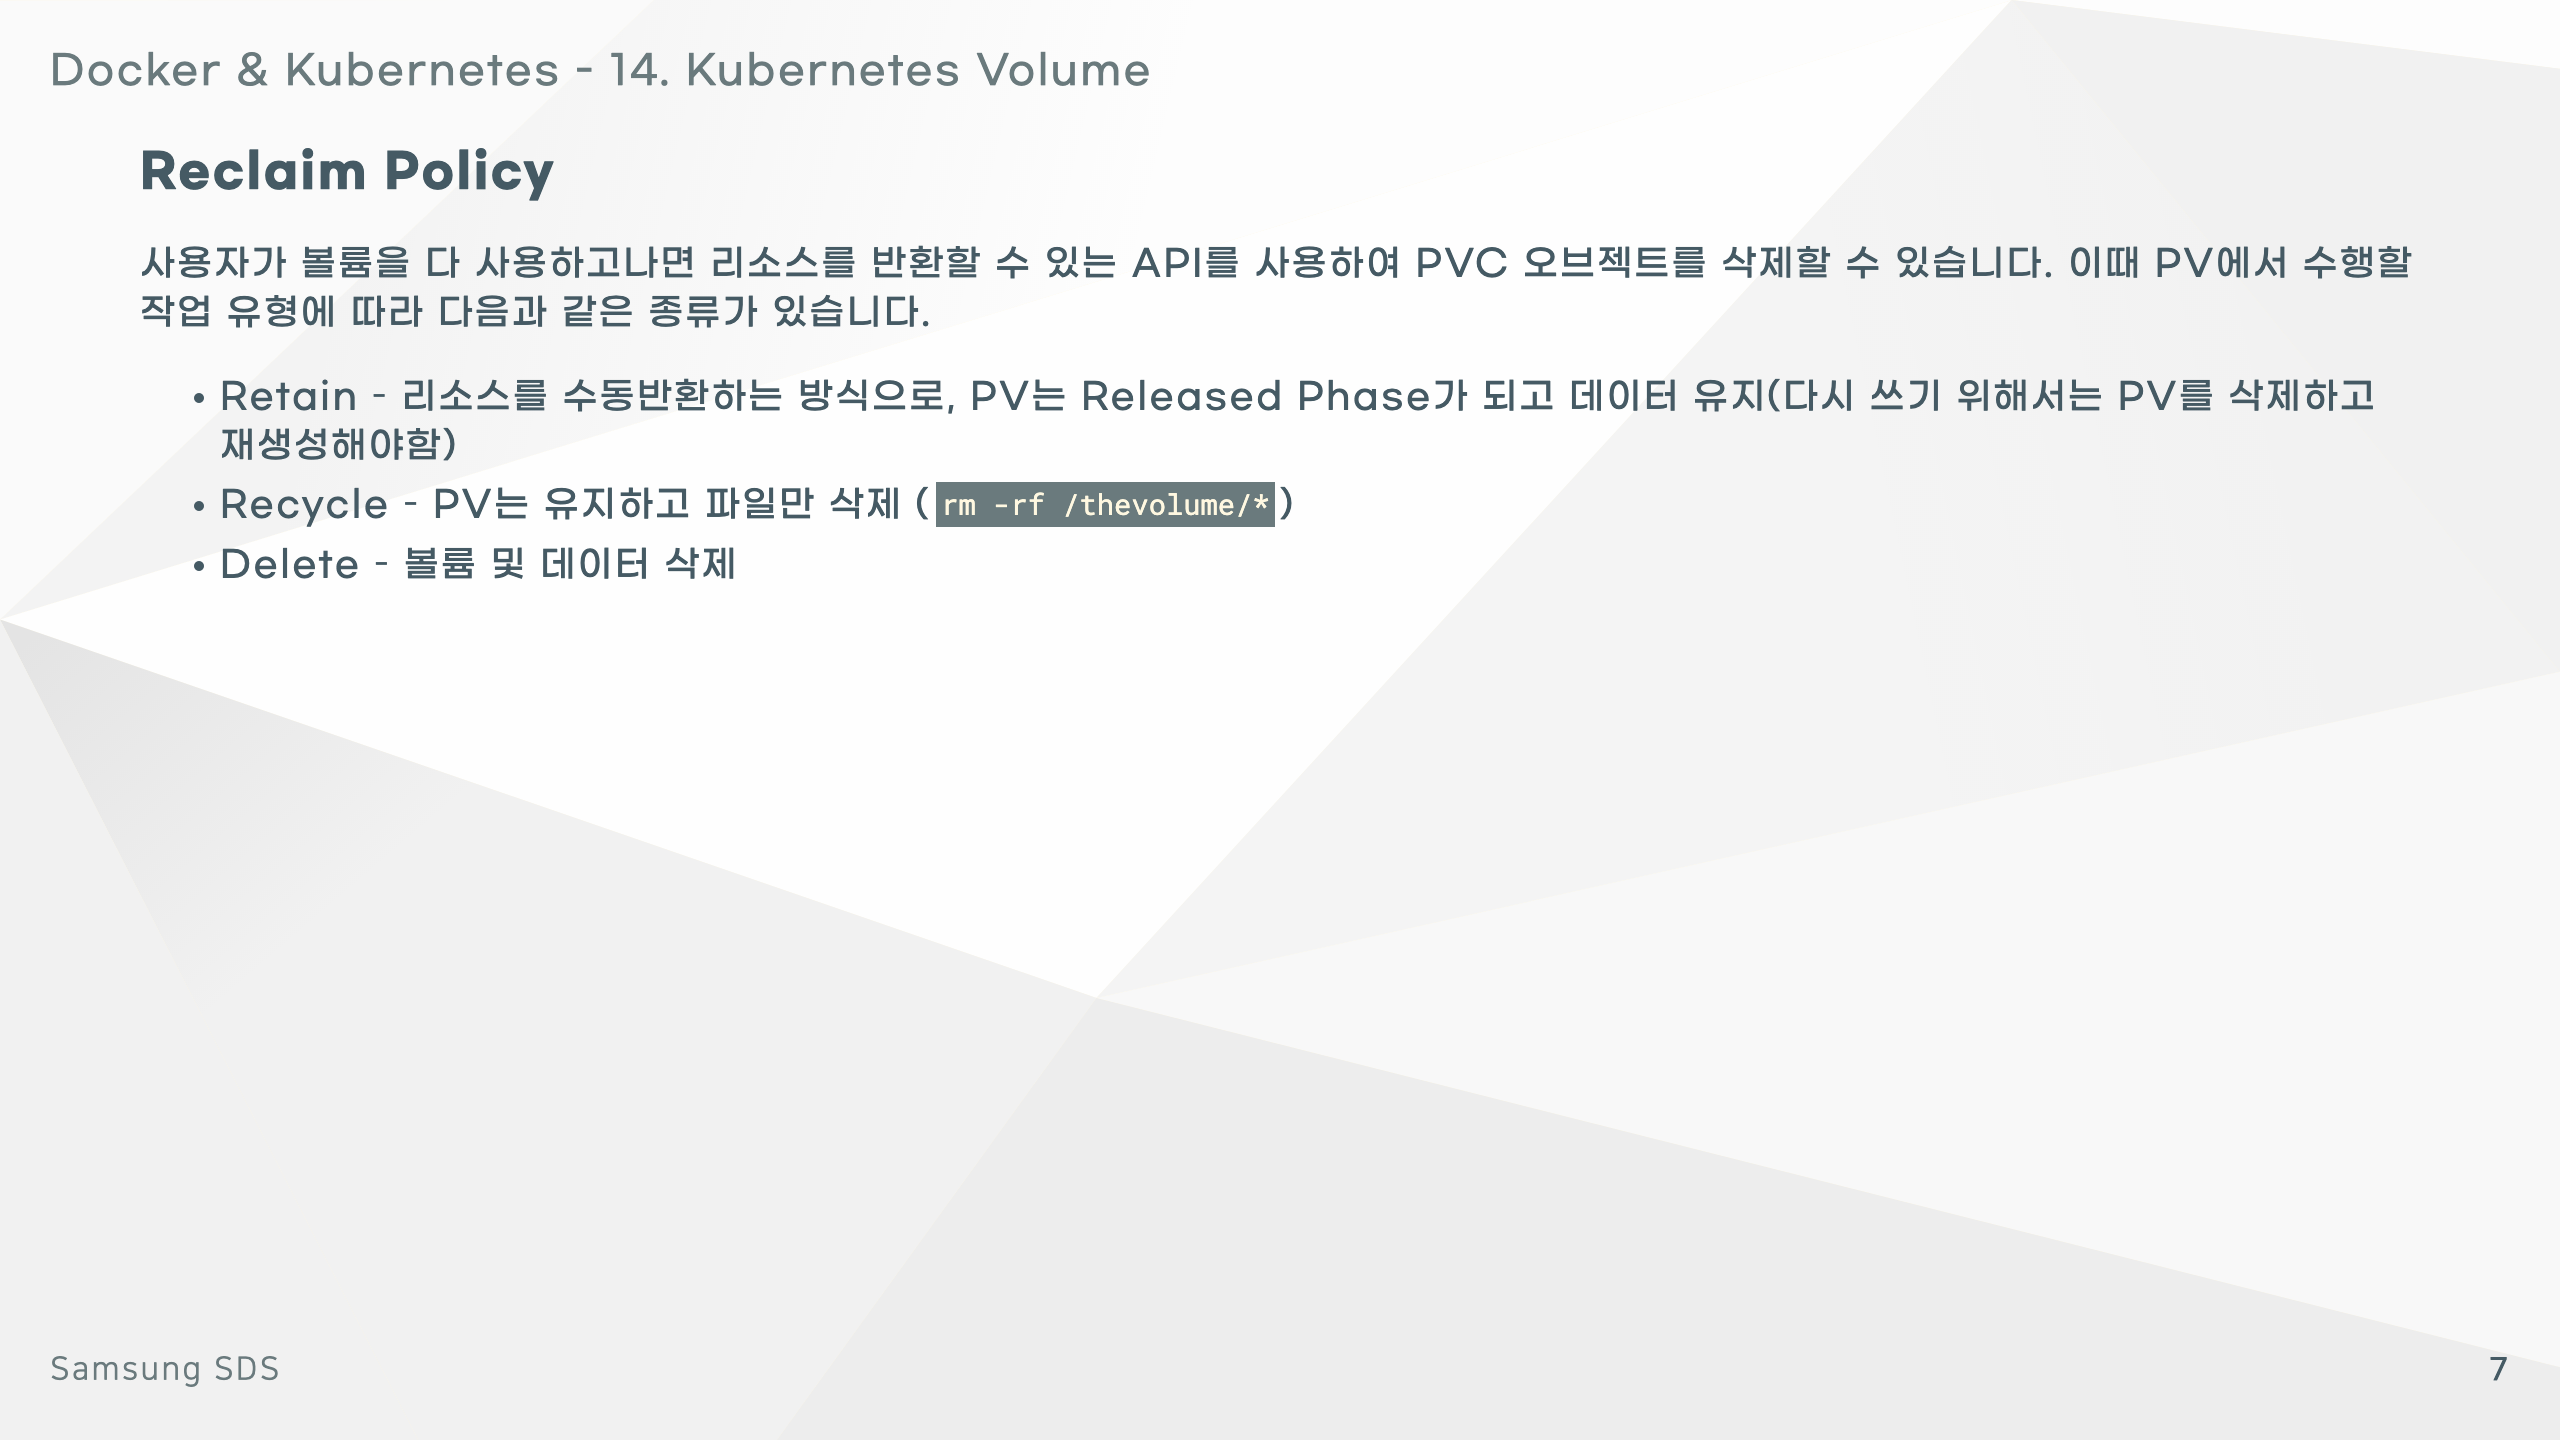 Docker & Kubernetes - 14. Kubernetes Volume
Reclaim Policy
사용자가 볼륨을 다 사용하고나면 리소스를 반환할 수 있는 API를 사용하여 PVC 오브젝트를 삭제할 수 있습니다. 이때 PV에서 수행할
작업 유형에 따라 다음과 같은 종류가 있습니다.
• Retain - 리소스를 수동반환하는 방식으로, PV는 Released Phase가 되고 데이터 유지(다시 쓰기 위해서는 PV를 삭제하고
재생성해야함)
• Recycle - PV는 유지하고 파일만 삭제 (rm -rf /thevolume/*)
• Delete - 볼륨 및 데이터 삭제
Samsung SDS
7